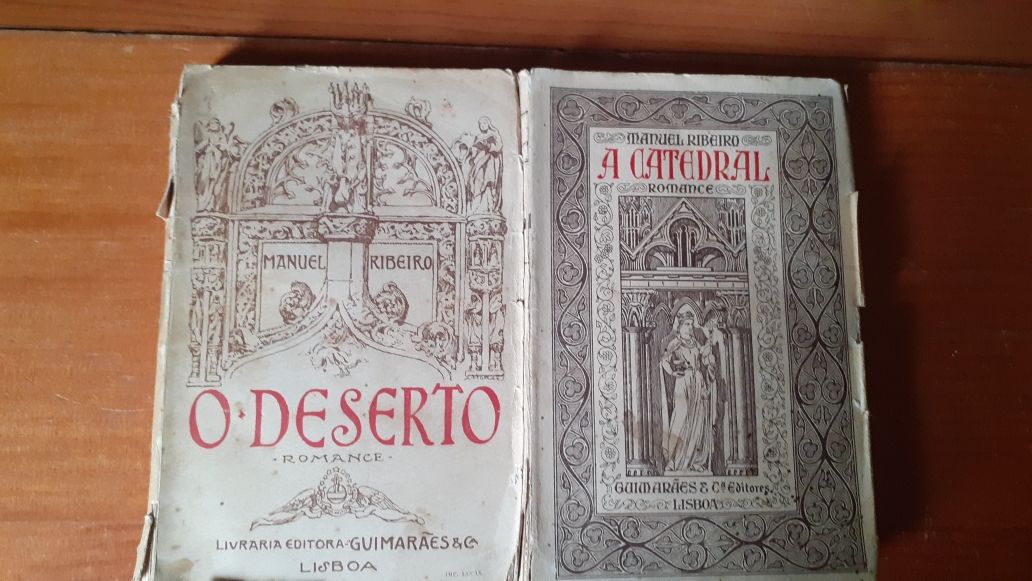 MANUEL RIBEIRO
O·DESERTO
-ROMANCE-
LIVRARIA EDITORA·GUIMARÃES & Cª
LISBOA
MANUEL RIBEIRO
A CATEDRAL
ROMANCE
GUIMARÃES & Cª Editores
LISBOA